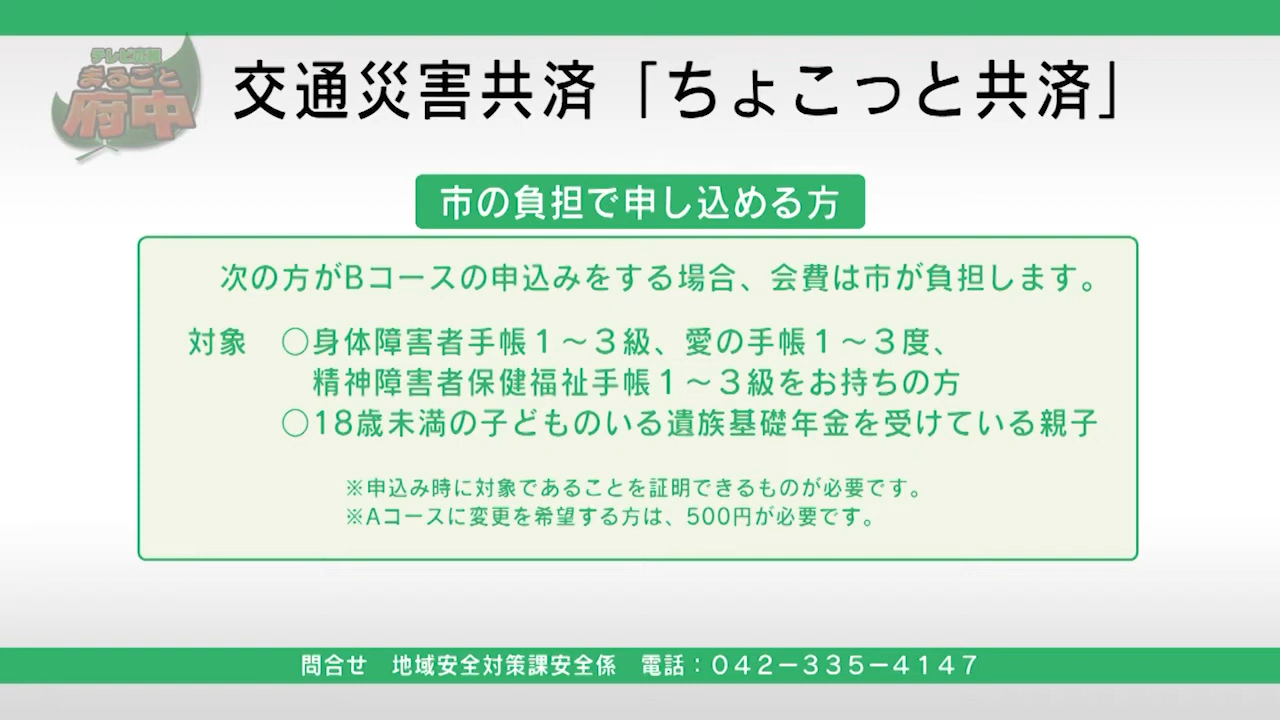 テレビ広報
まるごと
府中
交通災害共済「ちょこっと共済」
市の負担で申し込める方
次の方がBコースの申込みをする場合、会費は市が負担します。
対象 ○身体障害者手帳１～３級、愛の手帳１～３度、
精神障害者保健福祉手帳１～３級をお持ちの方
○18歳未満の子どものいる遺族基礎年金を受けている親子
※申込み時に対象であることを証明できるものが必要です。
※Aコースに変更を希望する方は、500円が必要です。
問合せ 地域安全対策課安全係 電話：０４２－３３５－４１４７